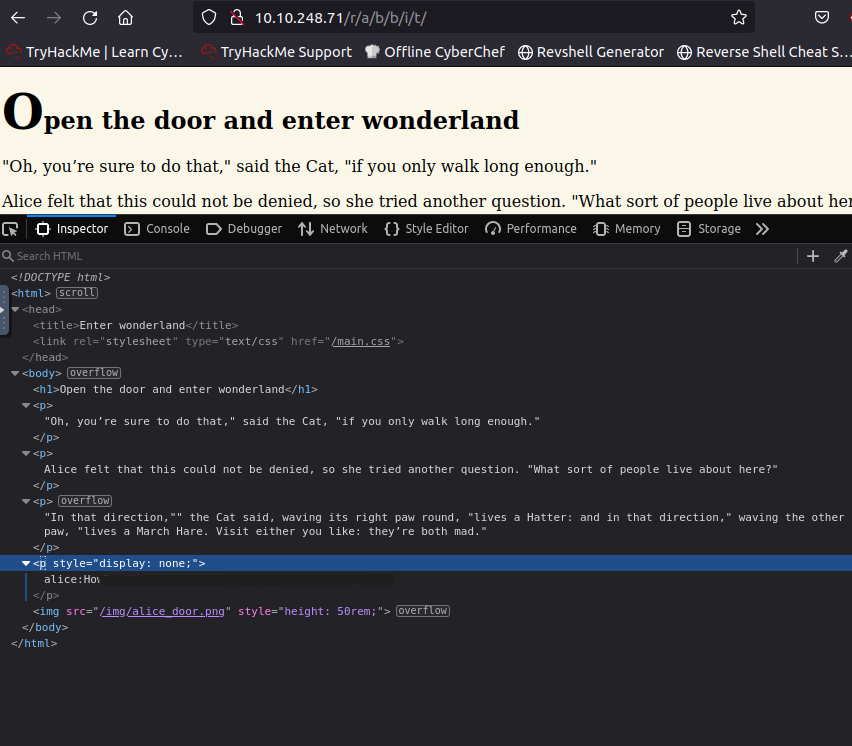 10.10.248.71/r/a/b/b/i/t/
TryHackMe | Learn Cy… TryHackMe Support Offline CyberChef Revshell Generator Reverse Shell Cheat S…
Open the door and enter wonderland
"Oh, you’re sure to do that," said the Cat, "if you only walk long enough."
Alice felt that this could not be denied, so she tried another question. "What sort of people live about her
Inspector Console Debugger Network Style Editor Performance Memory Storage
Search HTML
<!DOCTYPE html>
<html> scroll
<head>
<title>Enter wonderland</title>
<link rel="stylesheet" type="text/css" href="/main.css">
</head>
<body> overflow
<h1>Open the door and enter wonderland</h1>
<p>
"Oh, you’re sure to do that," said the Cat, "if you only walk long enough."
</p>
<p>
Alice felt that this could not be denied, so she tried another question. "What sort of people live about here?"
</p>
<p> overflow
"In that direction,"" the Cat said, waving its right paw round, "lives a Hatter: and in that direction," waving the other
paw, "lives a March Hare. Visit either you like: they’re both mad."
</p>
<p style="display: none;">
alice:Ho
</p>
<img src="/img/alice_door.png" style="height: 50rem;"> overflow
</body>
</html>